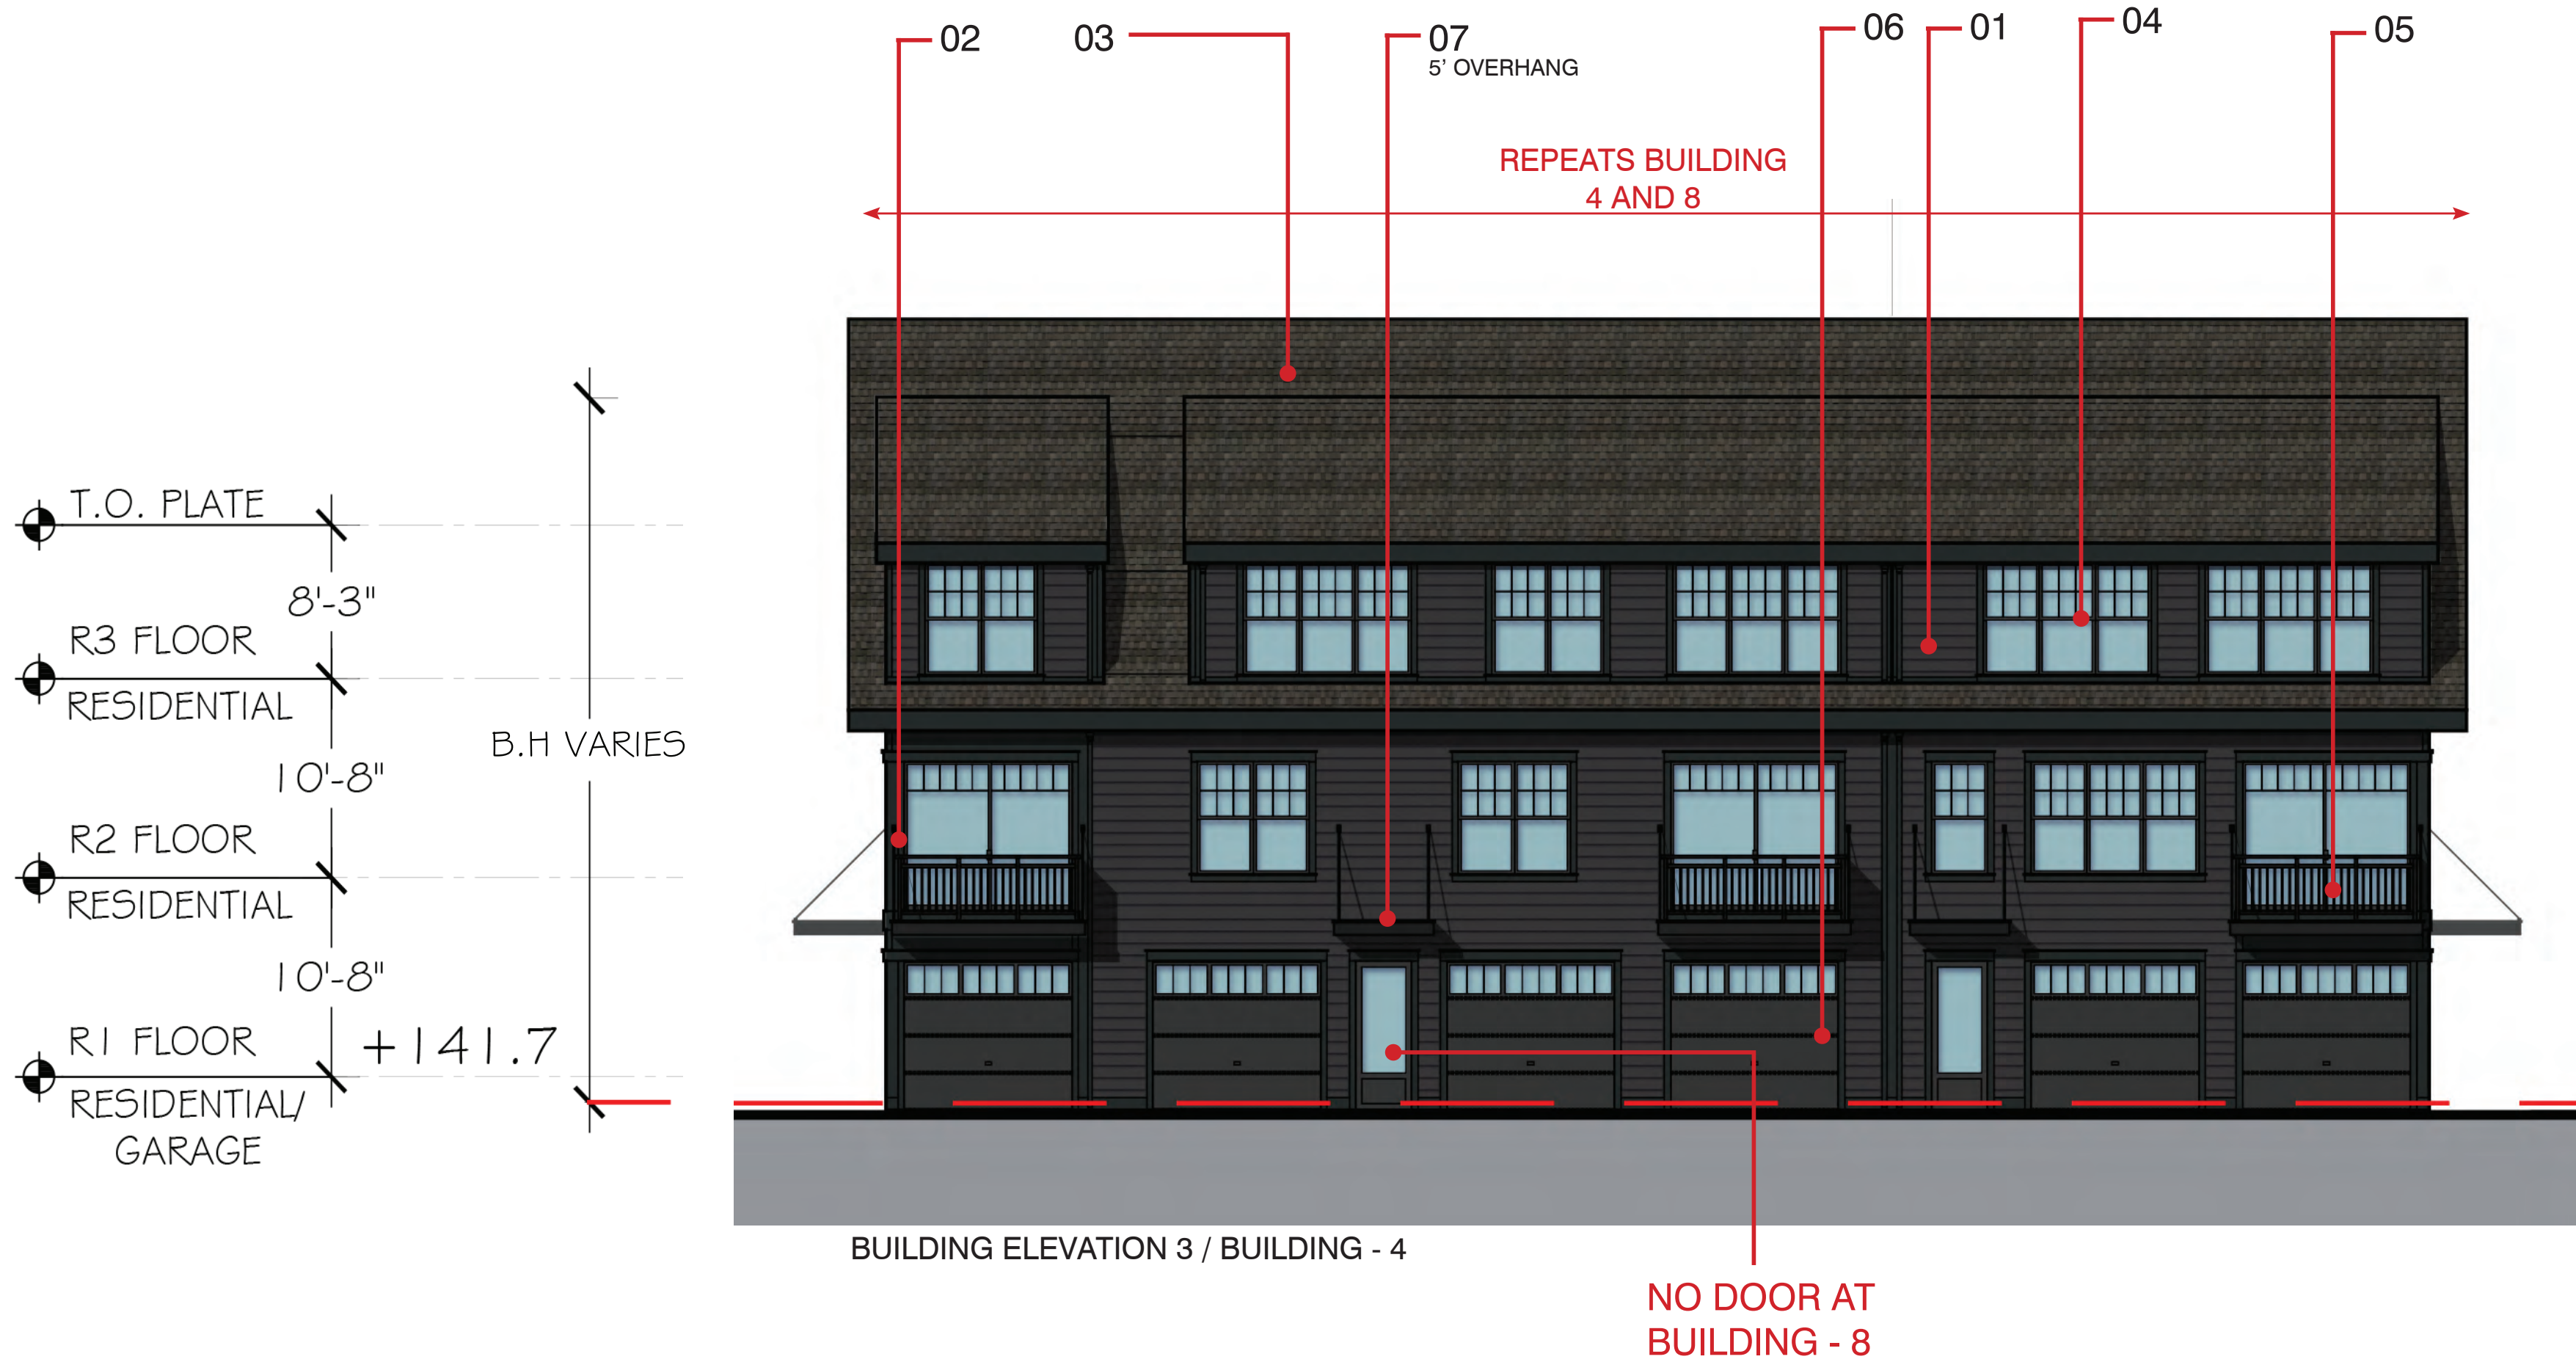 02
03
07
5’ OVERHANG
06
01
04
05
REPEATS BUILDING
4 AND 8
T.O. PLATE
8'-3"
R3 FLOOR
RESIDENTIAL
B.H VARIES
10'-8"
R2 FLOOR
RESIDENTIAL
10'-8"
R1 FLOOR
+141.7
RESIDENTIAL/
GARAGE
BUILDING ELEVATION 3 / BUILDING - 4
NO DOOR AT
BUILDING - 8